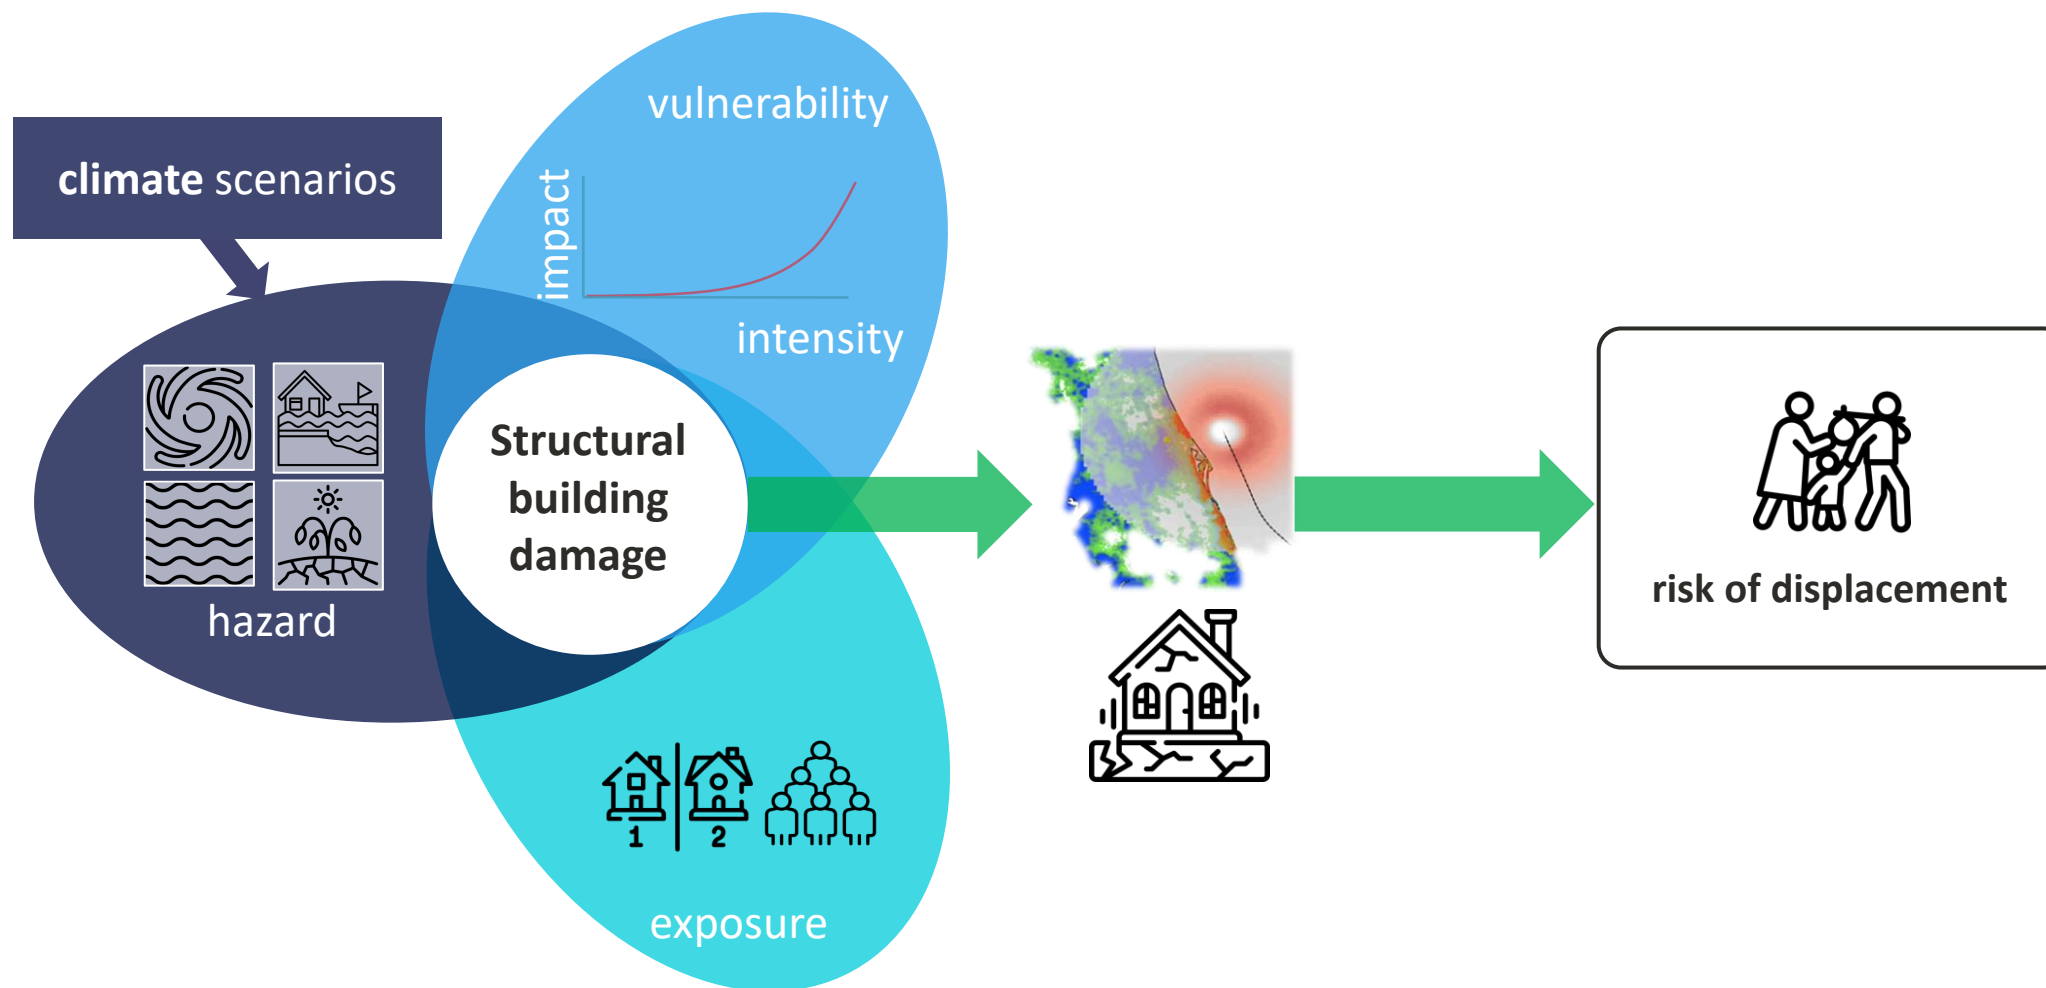 climate scenarios
vulnerability
impact
intensity
hazard
Structural
building
damage
1
2
exposure
risk of displacement